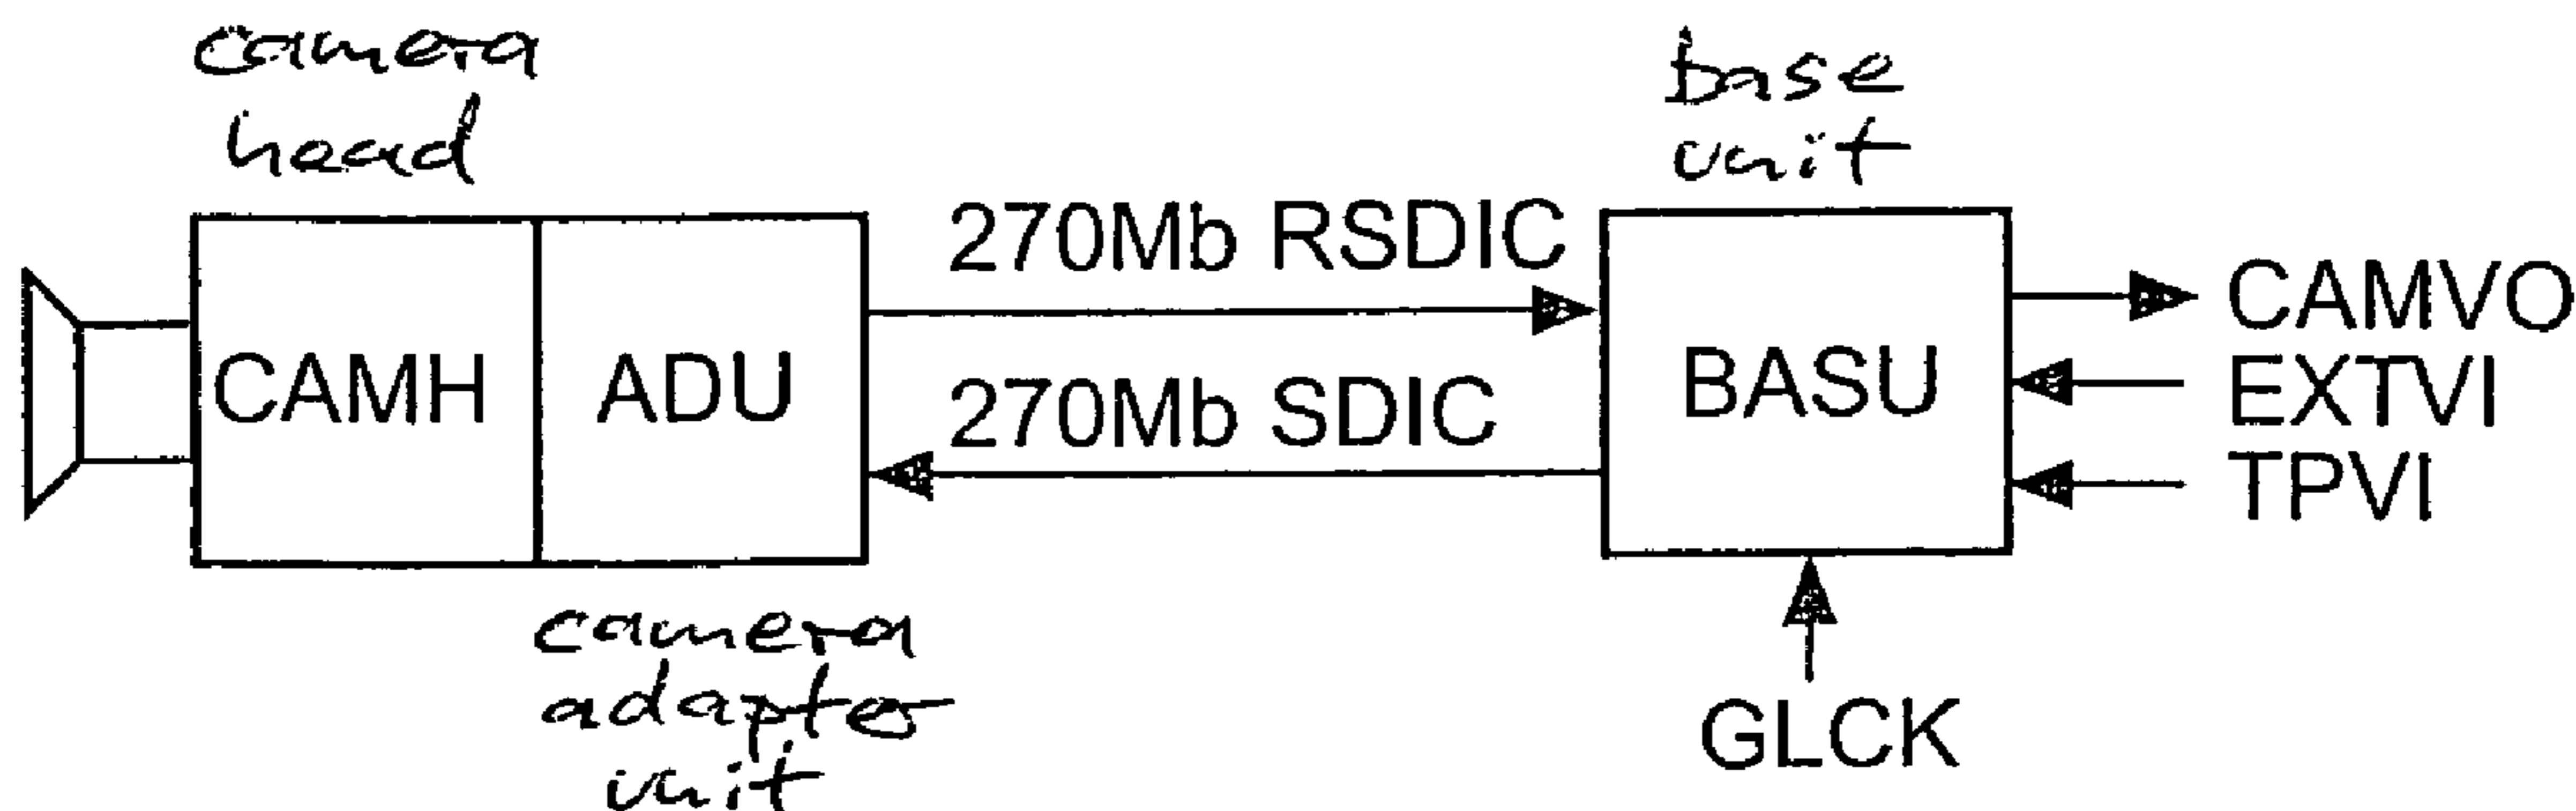 camera
head
base
unit
270Mb RSDIC
CAMVO
CAMH
ADU
270Mb SDIC
BASU
EXTVI
TPVI
camera
adapter
unit
GLCK